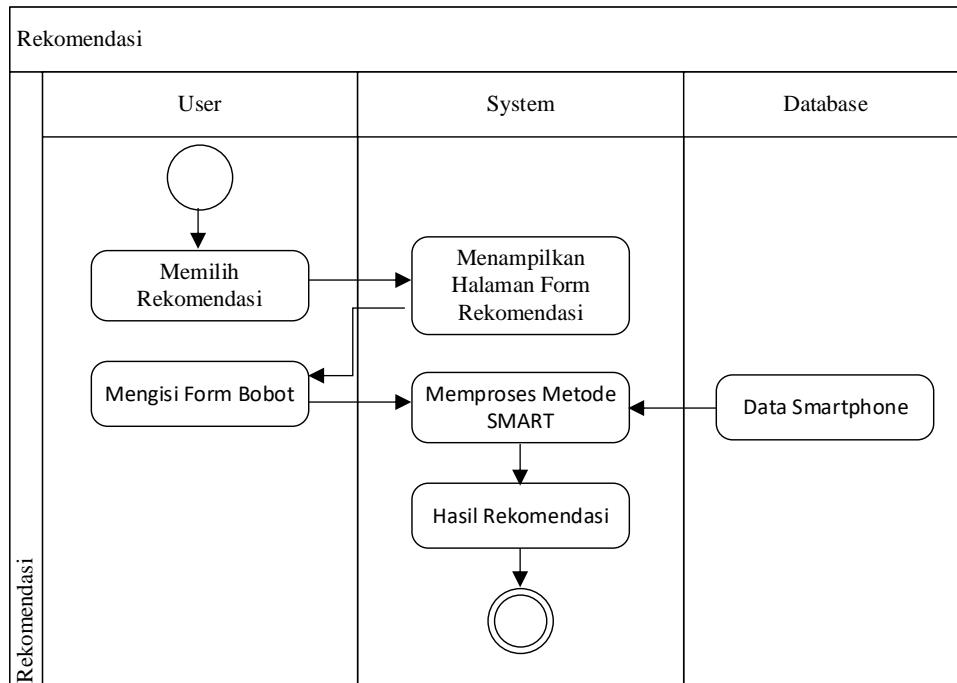 Rekomendasi
User
System
Database
Memilih
Rekomendasi
Menampilkan
Halaman Form
Rekomendasi
Mengisi Form Bobot
Memproses Metode
SMART
Data Smartphone
Hasil Rekomendasi
Rekomendasi